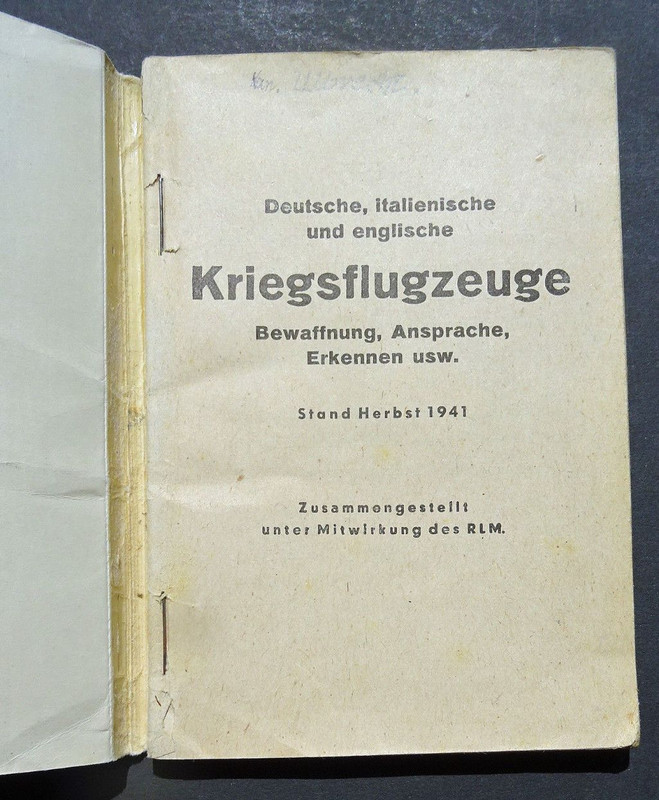 Deutsche, italienische
und englische
Kriegsflugzeuge
Bewaffnung, Ansprache,
Erkennen usw.
Stand Herbst 1941
Zusammengestellt
unter Mitwirkung des RLM.